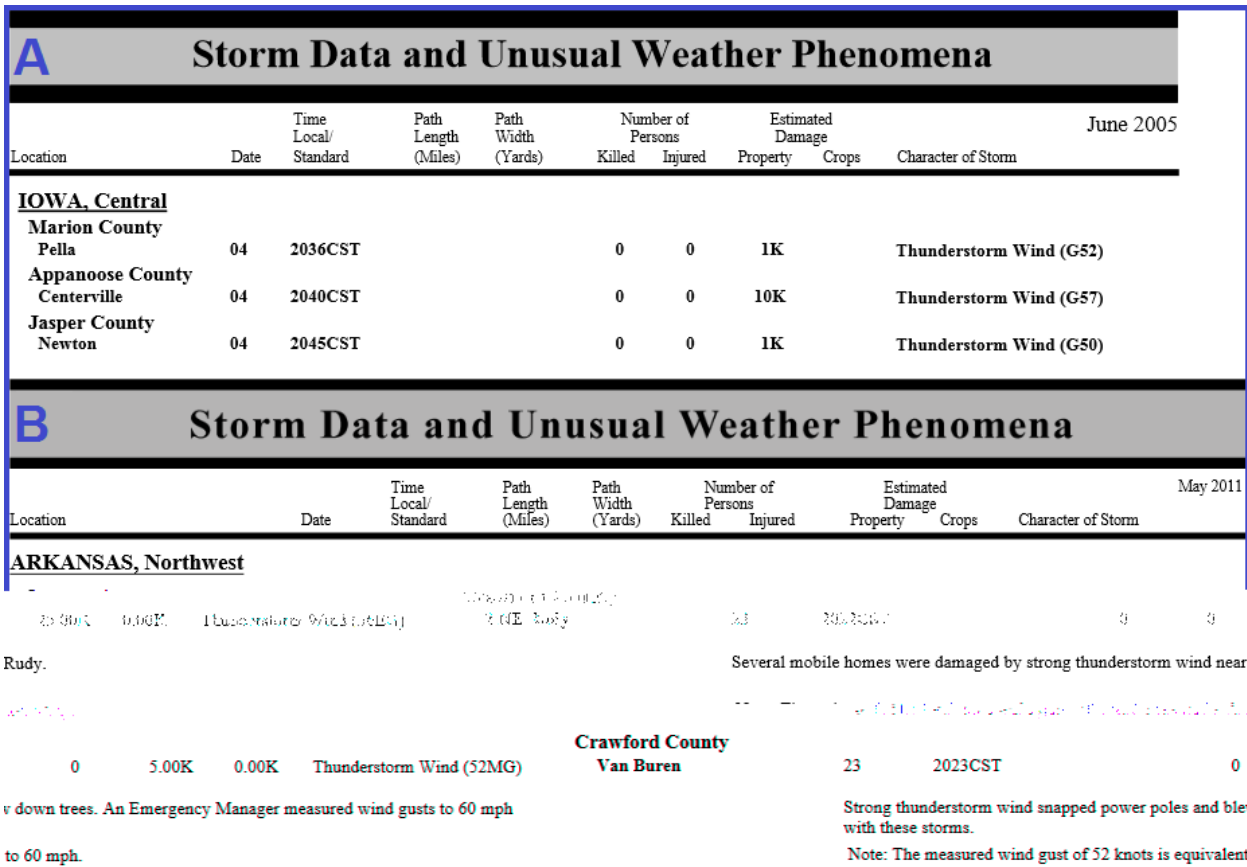 A
Storm Data and Unusual Weather Phenomena
June 2005
Location Date Time Local/ Standard Path Length (Miles) Path Width (Yards) Number of Persons Killed Injured Estimated Damage Property Crops Character of Storm
IOWA, Central
Marion County
Pella 04 2036CST 0 0 1K Thunderstorm Wind (G52)
Appanoose County
Centerville 04 2040CST 0 0 10K Thunderstorm Wind (G57)
Jasper County
Newton 04 2045CST 0 0 1K Thunderstorm Wind (G50)
B
Storm Data and Unusual Weather Phenomena
May 2011
Location Date Time Local/ Standard Path Length (Miles) Path Width (Yards) Number of Persons Killed Injured Estimated Damage Property Crops Character of Storm
ARKANSAS, Northwest
Rudy. Several mobile homes were damaged by strong thunderstorm wind near
Crawford County
0 5.00K 0.00K Thunderstorm Wind (52MG) Van Buren 23 2023CST 0
down trees. An Emergency Manager measured wind gusts to 60 mph Strong thunderstorm wind snapped power poles and
with these storms.
to 60 mph. Note: The measured wind gust of 52 knots is equivalent